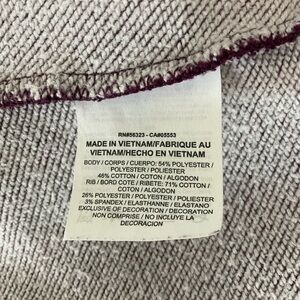 RN#56323 - CA#05553
MADE IN VIETNAM/FABRIQUE AU
VIETNAM/HECHO EN VIETNAM
BODY / CORPS / CUERPO: 54% POLYESTER /
POLYESTER / POLIESTER
46% COTTON / COTON / ALGODON
RIB / BORD COTE / RIBETE: 71% COTTON /
COTON / ALGODON
26% POLYESTER / POLYESTER / POLIESTER
3% SPANDEX / ELASTHANNE / ELASTANO
EXCLUSIVE OF DECORATION / DECORATION
NON COMPRISE / NO INCLUYE LA
DECORACION